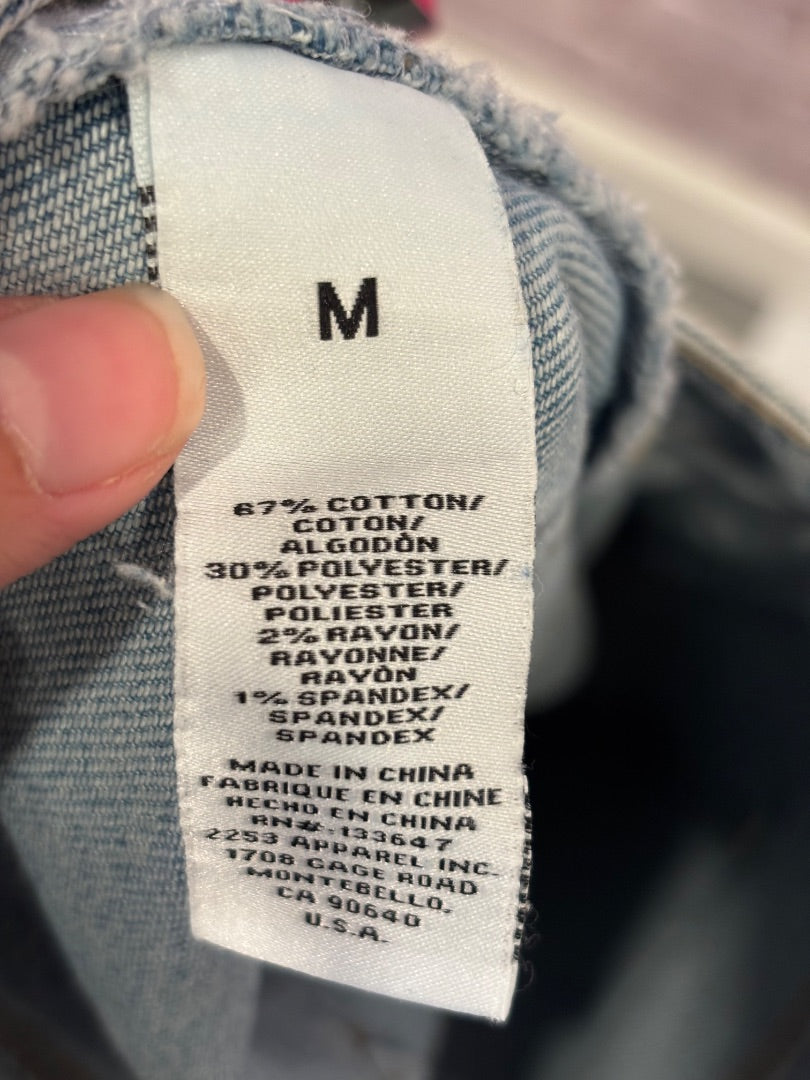 M
67% COTTON/
COTON/
ALGODÒN
30% POLYESTER/
POLYESTER/
POLIESTER
2% RAYON/
RAYONNE/
RAYÒN
1% SPANDEX/
SPANDEX/
SPANDEX
MADE IN CHINA
FABRIQUE EN CHINE
HECHO EN CHINA
RN#:133647
2253 APPAREL INC.
1708 GAGE ROAD
MONTEBELLO,
CA 90640
U.S.A.